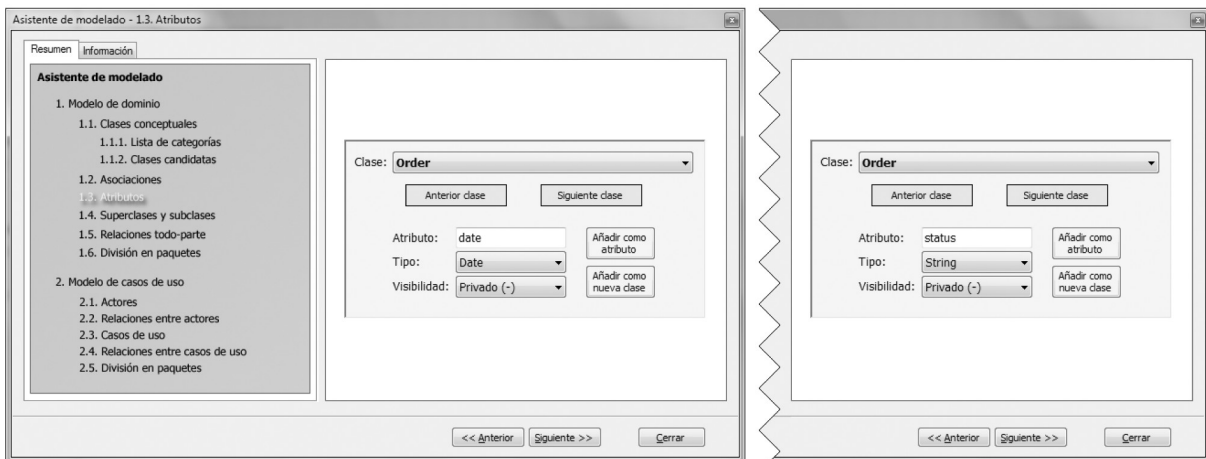 Asistente de modelado - 1.3. Atributos
Resumen
Información
Asistente de modelado
1. Modelo de dominio
1.1. Clases conceptuales
1.1.1. Lista de categorías
1.1.2. Clases candidatas
1.2. Asociaciones
1.3. Atributos
1.4. Superclases y subclases
1.5. Relaciones todo-parte
1.6. División en paquetes
2. Modelo de casos de uso
2.1. Actores
2.2. Relaciones entre actores
2.3. Casos de uso
2.4. Relaciones entre casos de uso
2.5. División en paquetes
Clase: Order
Anterior clase
Siguiente clase
Atributo: date
Tipo: Date
Visibilidad: Privado (-)
Añadir como
atributo
Añadir como
nueva clase
<< Anterior
Siguiente >>
Cerrar
Clase: Order
Anterior clase
Siguiente clase
Atributo: status
Tipo: String
Visibilidad: Privado (-)
Añadir como
atributo
Añadir como
nueva clase
<< Anterior
Siguiente >>
Cerrar